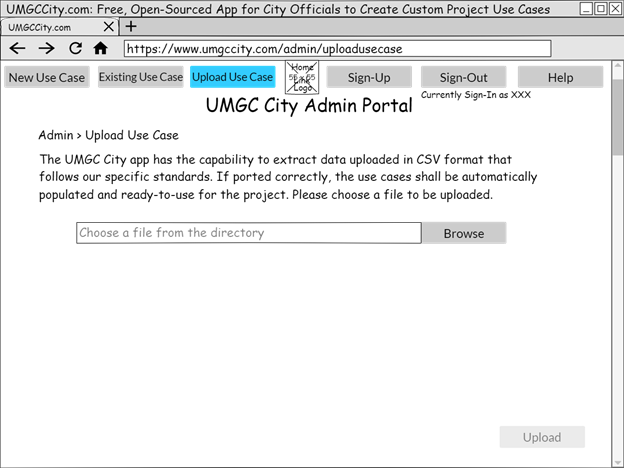 UMGCCity.com: Free, Open-Sourced App for City Officials to Create Custom Project Use Cases
UMGCCity.com
https://www.umgccity.com/admin/uploadusecase
New Use Case
Existing Use Case
Upload Use Case
Home
Link
Logo
Sign-Up
Sign-Out
Help
Currently Sign-In as XXX
UMGC City Admin Portal
Admin > Upload Use Case
The UMGC City app has the capability to extract data uploaded in CSV format that
follows our specific standards. If ported correctly, the use cases shall be automatically
populated and ready-to-use for the project. Please choose a file to be uploaded.
Choose a file from the directory
Browse
Upload